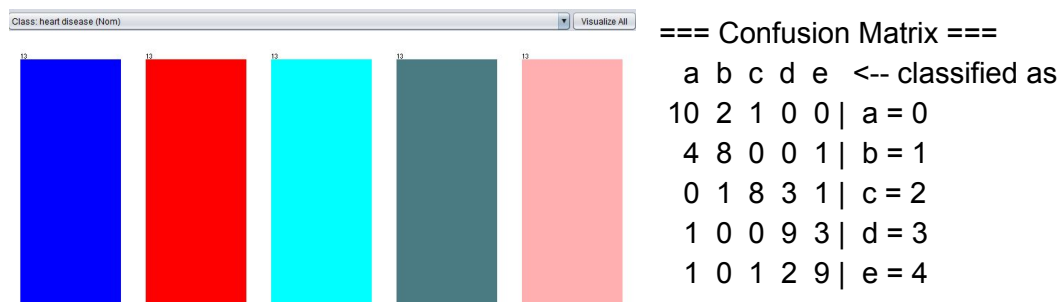 Class: heart disease (Nom)
Visualize All
13 13 13 13 13
=== Confusion Matrix ===
a b c d e <-- classified as
10 2 1 0 0 | a = 0
4 8 0 0 1 | b = 1
0 1 8 3 1 | c = 2
1 0 0 9 3 | d = 3
1 0 1 2 9 | e = 4